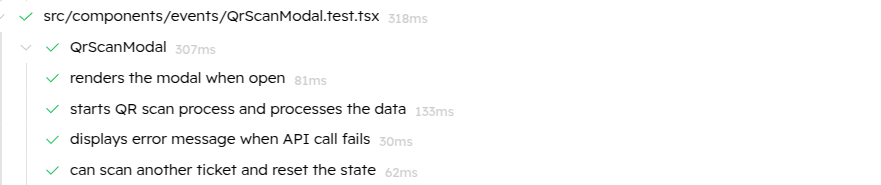 src/components/events/QrScanModal.test.tsx 318ms
QrScanModal 307ms
renders the modal when open 81ms
starts QR scan process and processes the data 133ms
displays error message when API call fails 30ms
can scan another ticket and reset the state 62ms